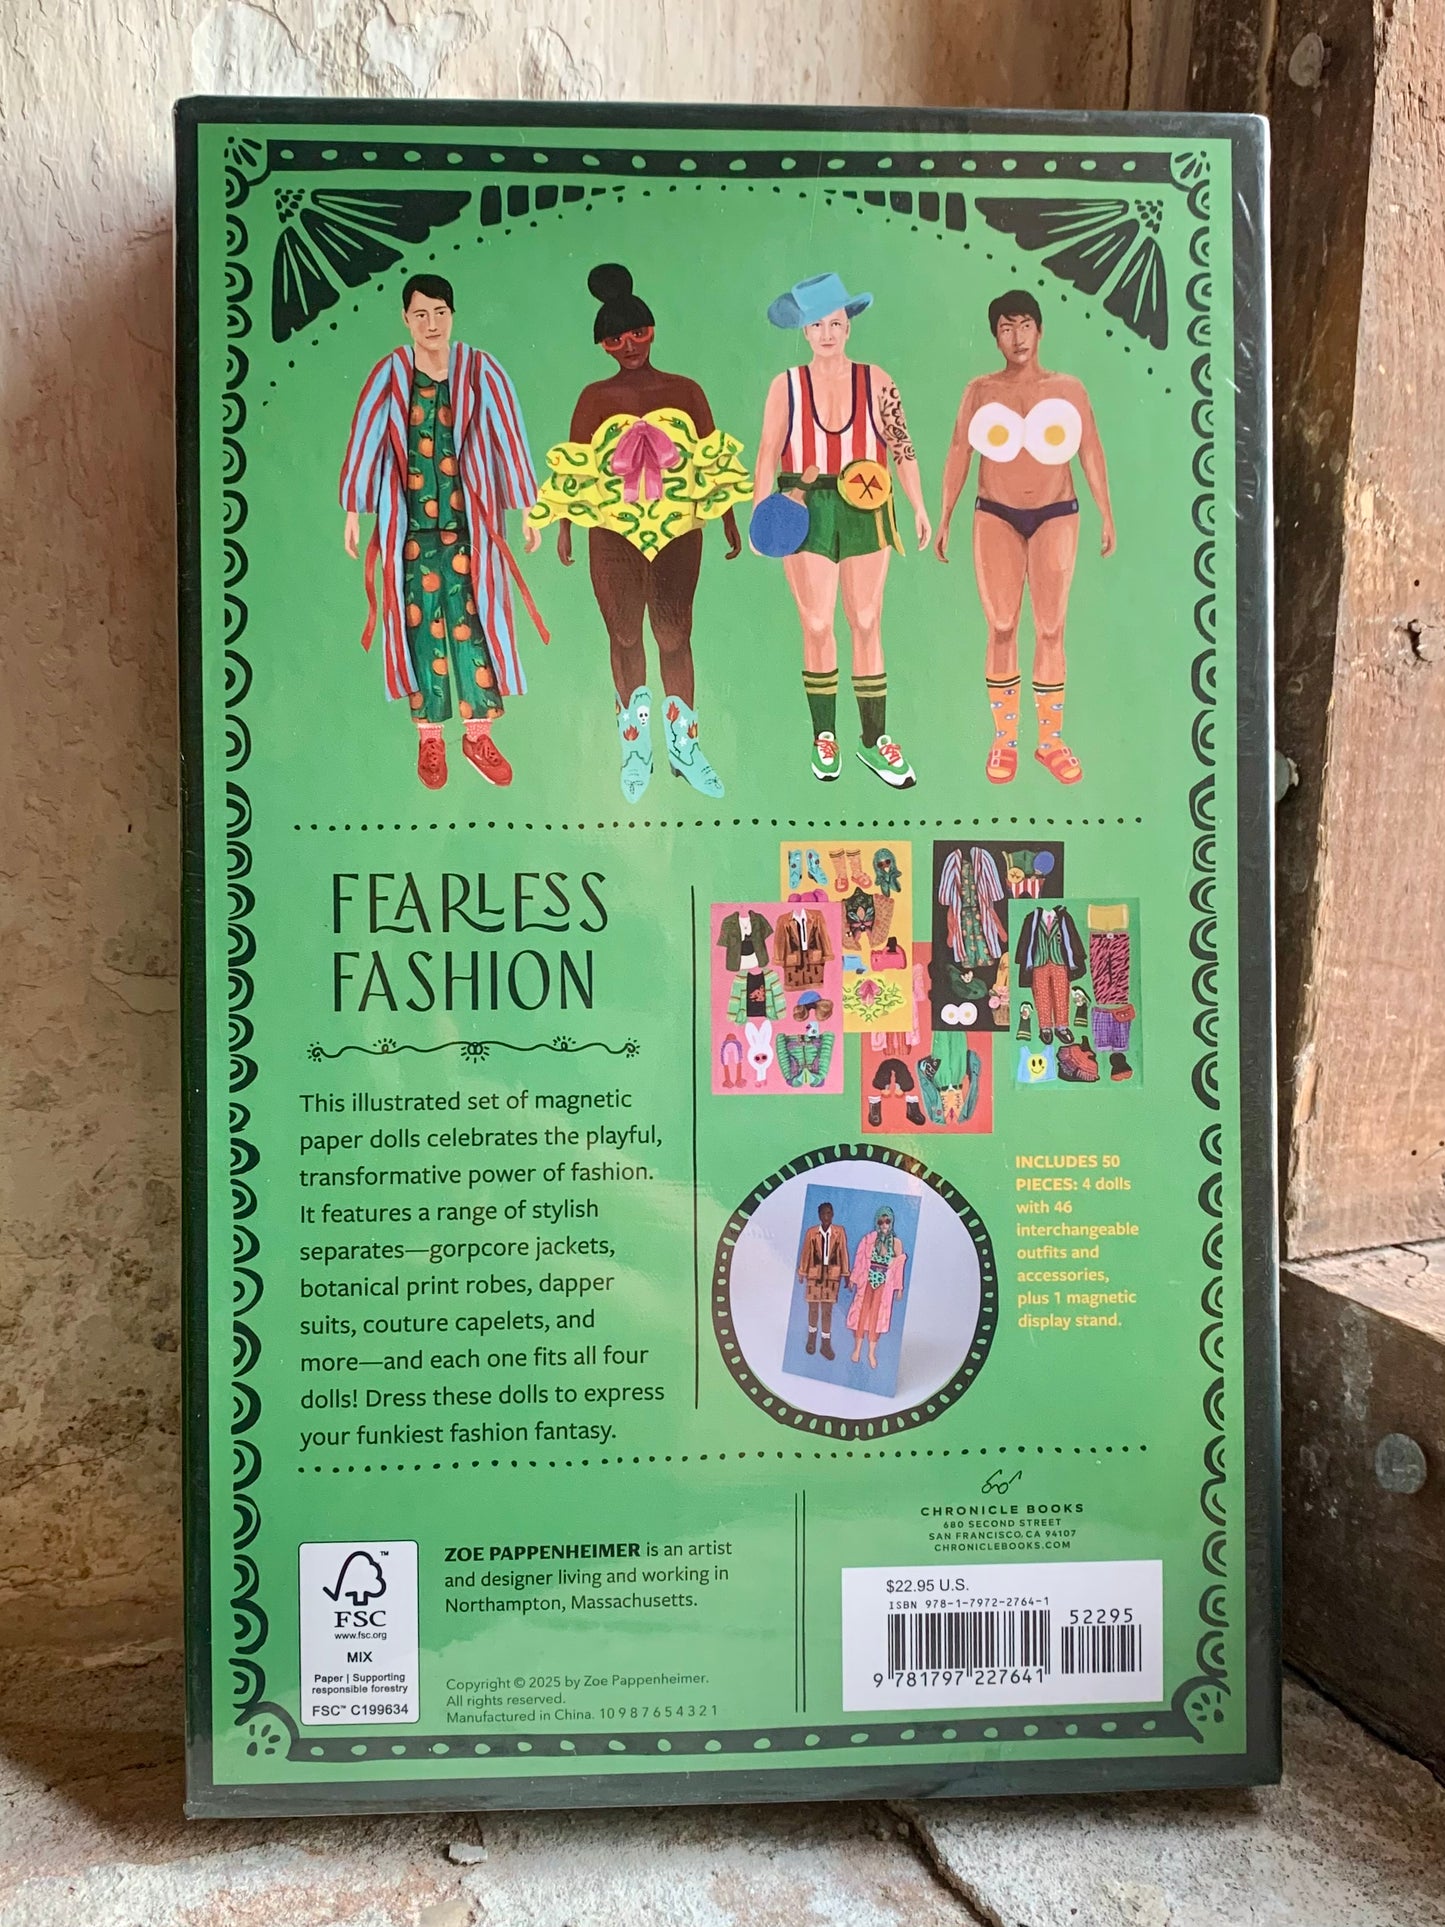 FEARLESS
FASHION
This illustrated set of magnetic
paper dolls celebrates the playful,
transformative power of fashion.
It features a range of stylish
separates—gorpcore jackets,
botanical print robes, dapper
suits, couture capelets, and
more—and each one fits all four
dolls! Dress these dolls to express
your funkiest fashion fantasy.
INCLUDES 50
PIECES: 4 dolls
with 46
interchangeable
outfits and
accessories,
plus 1 magnetic
display stand.
FSC
www.fsc.org
MIX
Paper | Supporting
responsible forestry
FSC™ C199634
ZOE PAPPENHEIMER is an artist
and designer living and working in
Northampton, Massachusetts.
Copyright © 2025 by Zoe Pappenheimer.
All rights reserved.
Manufactured in China. 10 9 8 7 6 5 4 3 2 1
CHRONICLE BOOKS
680 SECOND STREET
SAN FRANCISCO, CA 94107
CHRONICLEBOOKS.COM
$22.95 U.S.
ISBN 978-1-7972-2764-1
52295
9 781797 227641